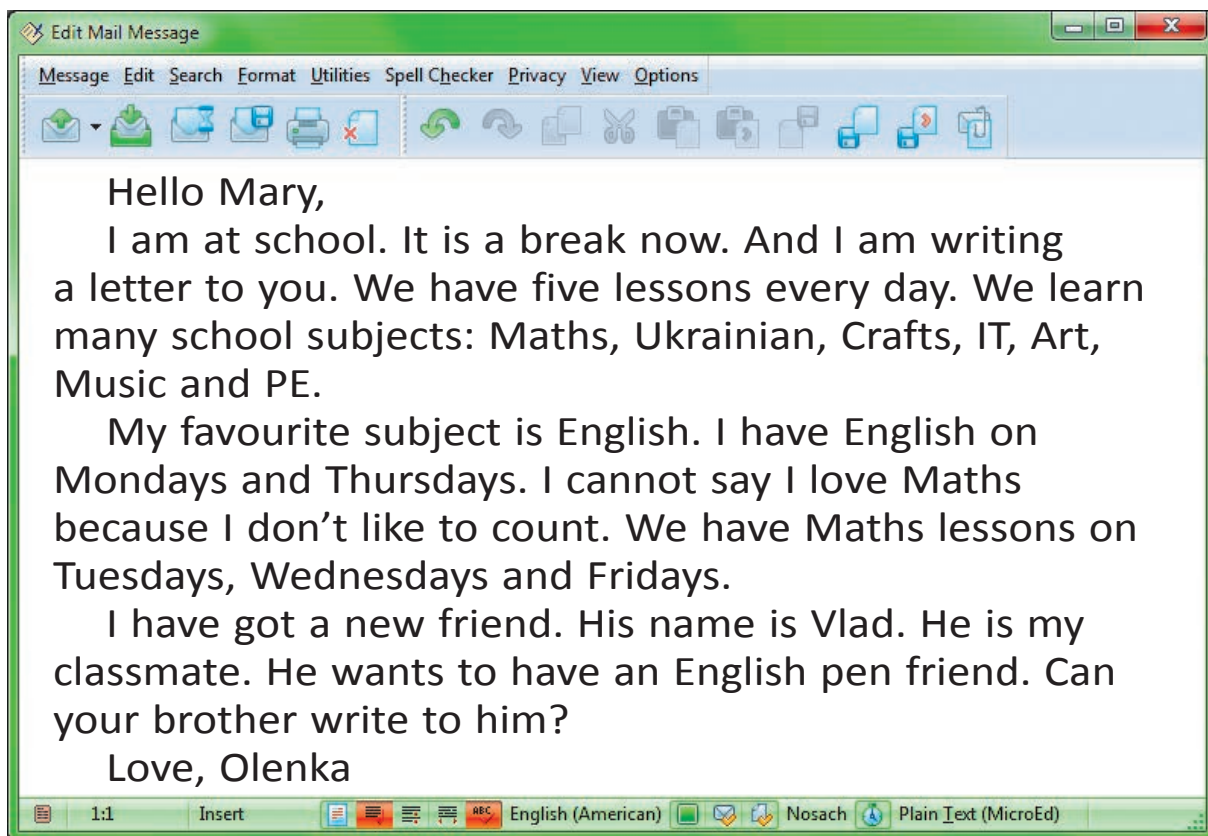 Edit Mail Message
Message Edit Search Format Utilities Spell Checker Privacy View Options
Hello Mary,
I am at school. It is a break now. And I am writing
a letter to you. We have five lessons every day. We learn
many school subjects: Maths, Ukrainian, Crafts, IT, Art,
Music and PE.
My favourite subject is English. I have English on
Mondays and Thursdays. I cannot say I love Maths
because I don’t like to count. We have Maths lessons on
Tuesdays, Wednesdays and Fridays.
I have got a new friend. His name is Vlad. He is my
classmate. He wants to have an English pen friend. Can
your brother write to him?
Love, Olenka
1:1 Insert ABC English (American) Nosach Plain Text (MicroEd)